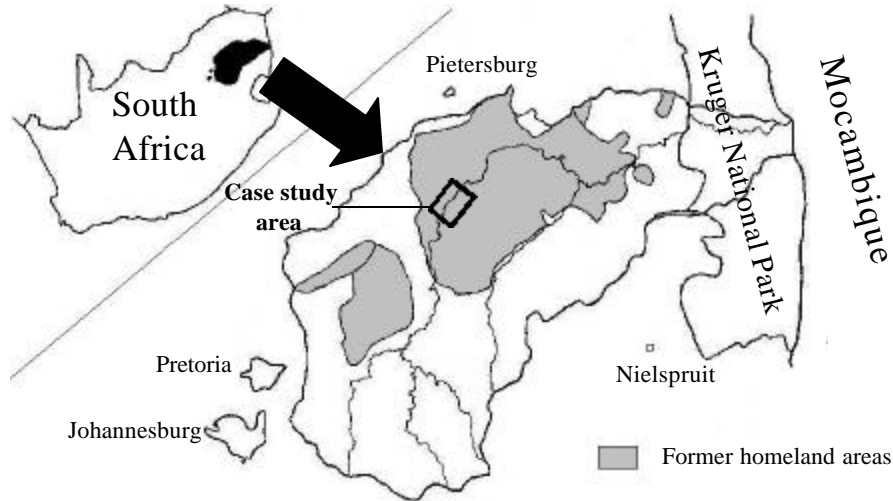 South
Africa
Pietersburg
Kruger National Park
Mocambique
Case study
area
Pretoria
Nielspruit
Johannesburg
Former homeland areas